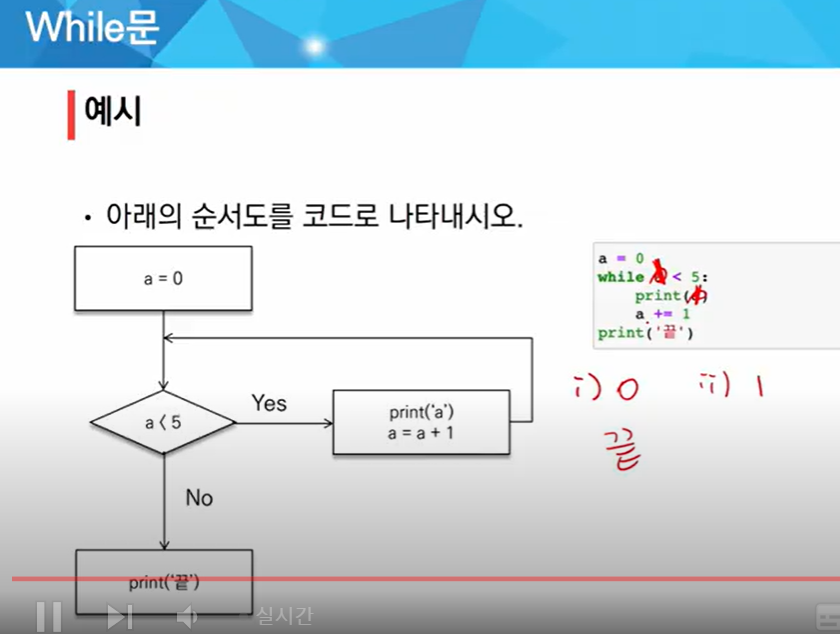 While문
예시
• 아래의 순서도를 코드로 나타내시오.
a = 0
a < 5
Yes
print('a')
a = a + 1
No
print('끝')
a = 0
while < 5:
print( )
a += 1
print('끝')
i) 0 ii) 1
끝
실시간